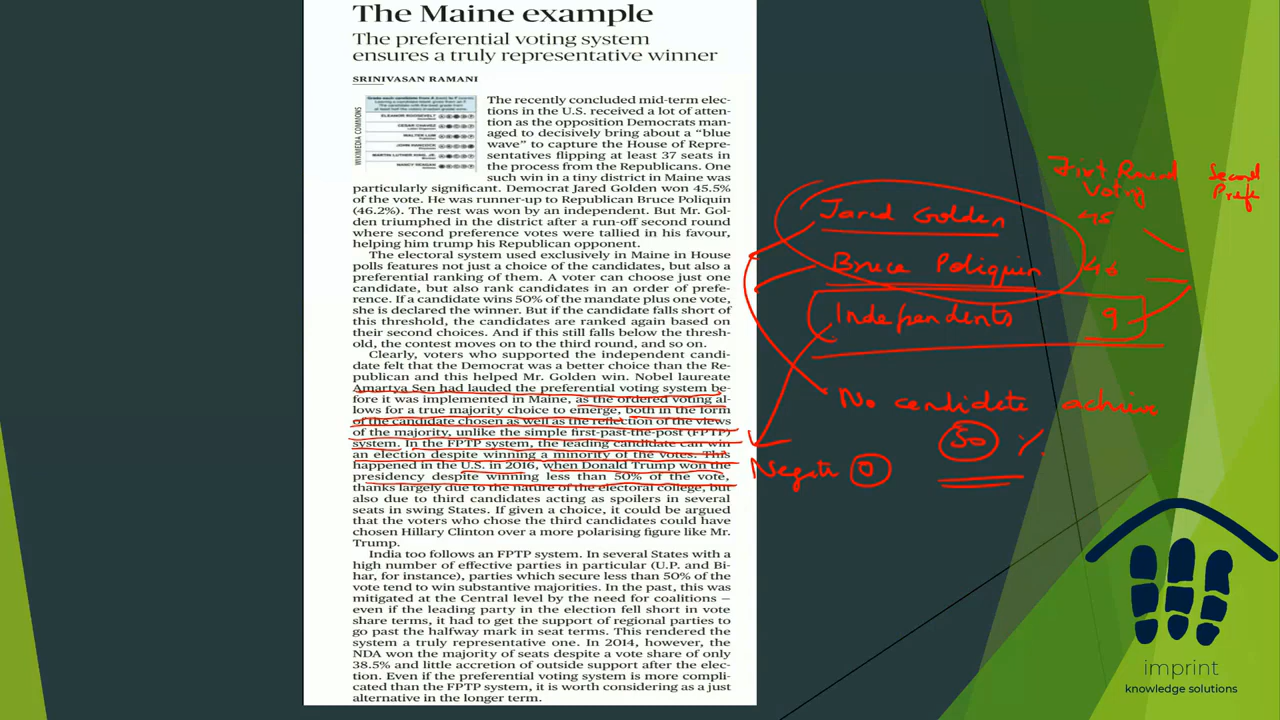 The Maine example
The preferential voting system
ensures a truly representative winner
SRINIVASAN RAMANI
WIKIMEDIA COMMONS
ELEANOR ROOSEVELT
CESAR CHAVEZ
WALTER LUM
JOHN HANCOCK
MARTIN LUTHER KING, JR.
NANCY REAGAN
The recently concluded mid-term elec-
tions in the U.S. received a lot of atten-
tion as the opposition Democrats man-
aged to decisively bring about a “blue
wave” to capture the House of Repre-
sentatives flipping at least 37 seats in
the process from the Republicans. One
such win in a tiny district in Maine was
particularly significant. Democrat Jared Golden won 45.5%
of the vote. He was runner up to Republican Bruce Poliquin
(46.2%). The rest was won by an independent. But Mr. Gol-
den triumphed in the district after a run-off second round
where second preference votes were tallied in his favour,
helping him trump his Republican opponent.
The electoral system used exclusively in Maine in House
polls features not just a choice of the candidates, but also a
preferential ranking of them. A voter can choose just one
candidate, but also rank candidates in an order of prefe-
rence. If a candidate wins 50% of the mandate plus one vote,
she is declared the winner. But if the candidate falls short of
this threshold, the candidates are ranked again based on
their second choices. And if this still falls below the thresh-
old, the contest moves on to the third round, and so on.
Clearly, voters who supported the independent candi-
date felt that the Democrat was a better choice than the Re-
publican and this helped Mr. Golden win. Nobel laureate
Amartya Sen had lauded the preferential voting system be-
fore it was implemented in Maine, as the ordered voting al-
lows for a true majority choice to emerge, both in the form
of the candidate chosen as well as the reflection of the views
of the majority, unlike the simple first-past-the-post (FPTP)
system. In the FPTP system, the leading candidate can win
an election despite winning a minority of the votes. This
happened in the U.S. in 2016, when Donald Trump won the
presidency despite winning less than 50% of the vote,
thanks largely due to the nature of the electoral college, but
also due to third candidates acting as spoilers in several
seats in swing States. If given a choice, it could be argued
that the voters who chose the third candidates could have
chosen Hillary Clinton over a more polarising figure like Mr.
Trump.
India too follows an FPTP system. In several States with a
high number of effective parties in particular (U.P. and Bi-
har, for instance), parties which secure less than 50% of the
vote tend to win substantive majorities. In the past, this was
mitigated at the Central level by the need for coalitions —
even if the leading party in the election fell short in vote
share terms, it had to get the support of regional parties to
go past the halfway mark in seat terms. This rendered the
system a truly representative one. In 2014, however, the
NDA won the majority of seats despite a vote share of only
38.5% and little accretion of outside support after the elec-
tion. Even if the preferential voting system is more compli-
cated than the FPTP system, it is worth considering as a just
alternative in the longer term.
First Round
Voting
Second
Prefe
Jared Golden 45
Bruce Poliquin 46
Independents 9
No candidate achieve
50 %
Negate 0
imprint
knowledge solutions